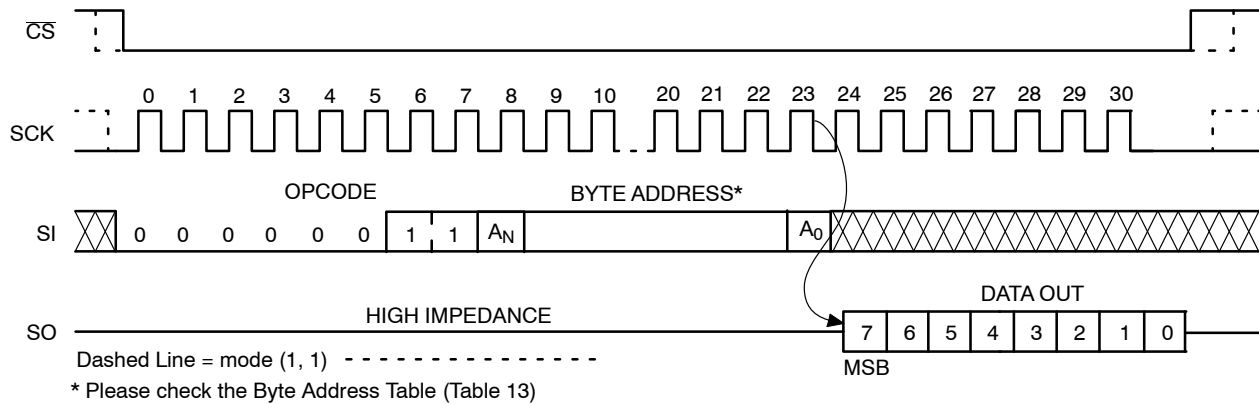 CS
0 1 2 3 4 5 6 7 8 9 10 20 21 22 23 24 25 26 27 28 29 30
SCK
OPCODE BYTE ADDRESS*
SI 0 0 0 0 0 0 1 1 AN A0
DATA OUT
HIGH IMPEDANCE
SO 7 6 5 4 3 2 1 0
Dashed Line = mode (1, 1) - - - - - - - - - - - - - -
MSB
* Please check the Byte Address Table (Table 13)